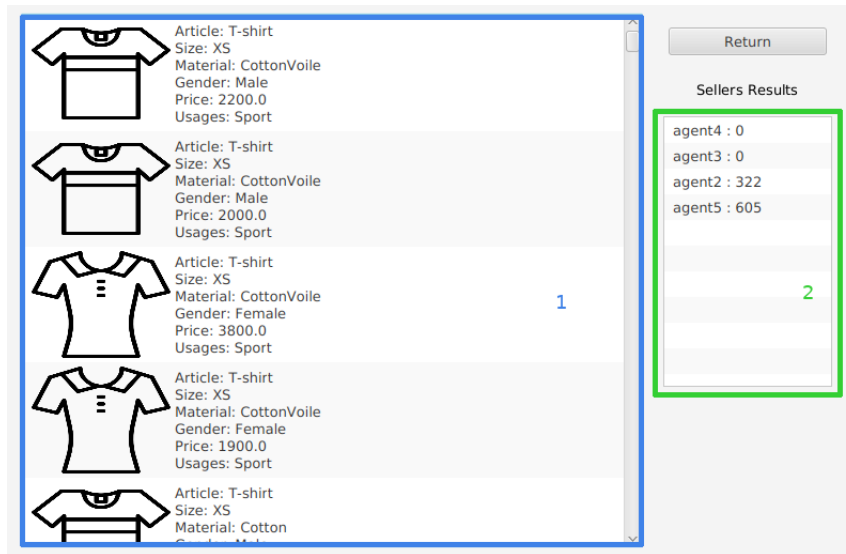 Article: T-shirt
Size: XS
Material: CottonVoile
Gender: Male
Price: 2200.0
Usages: Sport
Article: T-shirt
Size: XS
Material: CottonVoile
Gender: Male
Price: 2000.0
Usages: Sport
Article: T-shirt
Size: XS
Material: CottonVoile
Gender: Female
Price: 3800.0
Usages: Sport
Article: T-shirt
Size: XS
Material: CottonVoile
Gender: Female
Price: 1900.0
Usages: Sport
Article: T-shirt
Size: XS
Material: Cotton
1
Return
Sellers Results
agent4 : 0
agent3 : 0
agent2 : 322
agent5 : 605
2